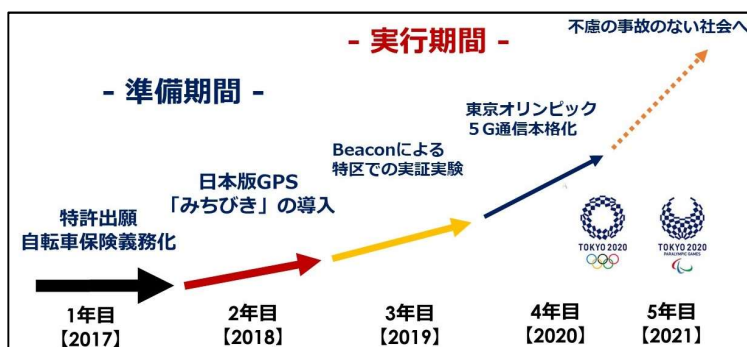 - 準備期間 -
- 実行期間 -
不慮の事故のない社会へ
特許出願
自転車保険義務化
日本版GPS
「みちびき」の導入
Beaconによる
特区での実証実験
東京オリンピック
5G通信本格化
TOKYO 2020
TOKYO 2020
PARALYMPIC GAMES
1年目
【2017】
2年目
【2018】
3年目
【2019】
4年目
【2020】
5年目
【2021】